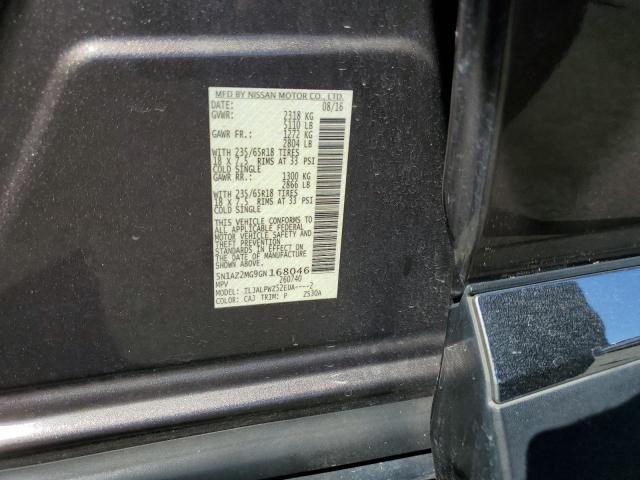 MFD BY NISSAN MOTOR CO., LTD.
DATE: 08/16
GVWR: 2318 KG
5110 LB
GAWR FR.: 1272 KG
2804 LB
WITH 235/65R18 TIRES
18 X 7.5 RIMS AT 33 PSI
COLD SINGLE
GAWR RR.: 1300 KG
2866 LB
WITH 235/65R18 TIRES
18 X 7.5 RIMS AT 33 PSI
COLD SINGLE
THIS VEHICLE CONFORMS TO
ALL APPLICABLE FEDERAL
MOTOR VEHICLE SAFETY AND
THEFT PREVENTION
STANDARDS IN EFFECT ON
THE DATE OF MANUFACTURE
SHOWN ABOVE.
5N1AZ2MG9GN168046
MPV 260740
MODEL: TL3ALPWZ52EUA----2
COLOR: CAJ TRIM: P ZS30A